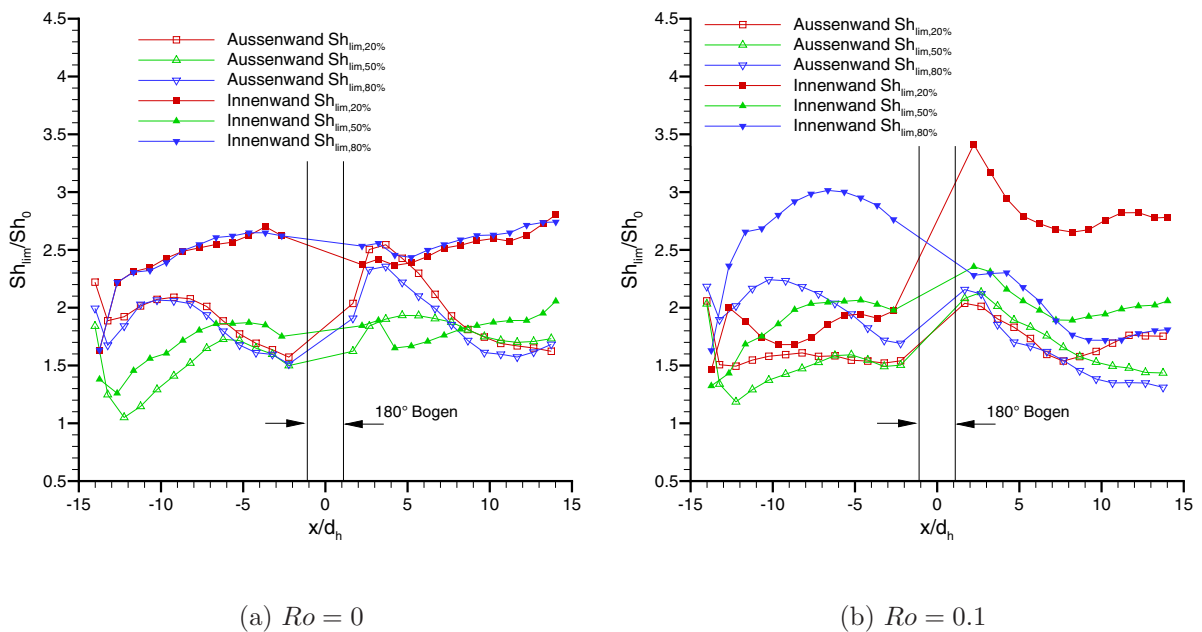 4.5
4
3.5
3
2.5
2
1.5
1
0.5
Sh_lim/Sh_0
Aussenwand Sh_lim,20%
Aussenwand Sh_lim,50%
Aussenwand Sh_lim,80%
Innenwand Sh_lim,20%
Innenwand Sh_lim,50%
Innenwand Sh_lim,80%
180° Bogen
-15 -10 -5 0 5 10 15
x/d_h
(a) Ro = 0
4.5
4
3.5
3
2.5
2
1.5
1
0.5
Sh_lim/Sh_0
Aussenwand Sh_lim,20%
Aussenwand Sh_lim,50%
Aussenwand Sh_lim,80%
Innenwand Sh_lim,20%
Innenwand Sh_lim,50%
Innenwand Sh_lim,80%
180° Bogen
-15 -10 -5 0 5 10 15
x/d_h
(b) Ro = 0.1